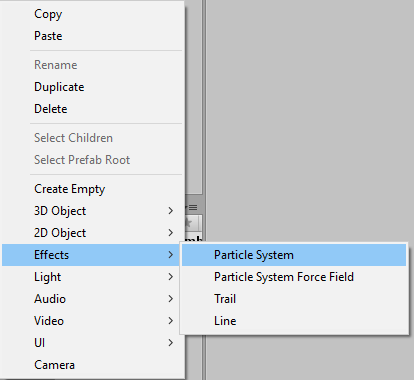 Copy
Paste
Rename
Duplicate
Delete
Select Children
Select Prefab Root
Create Empty
3D Object
2D Object
Effects
Particle System
Light
Particle System Force Field
Audio
Trail
Video
Line
UI
Camera